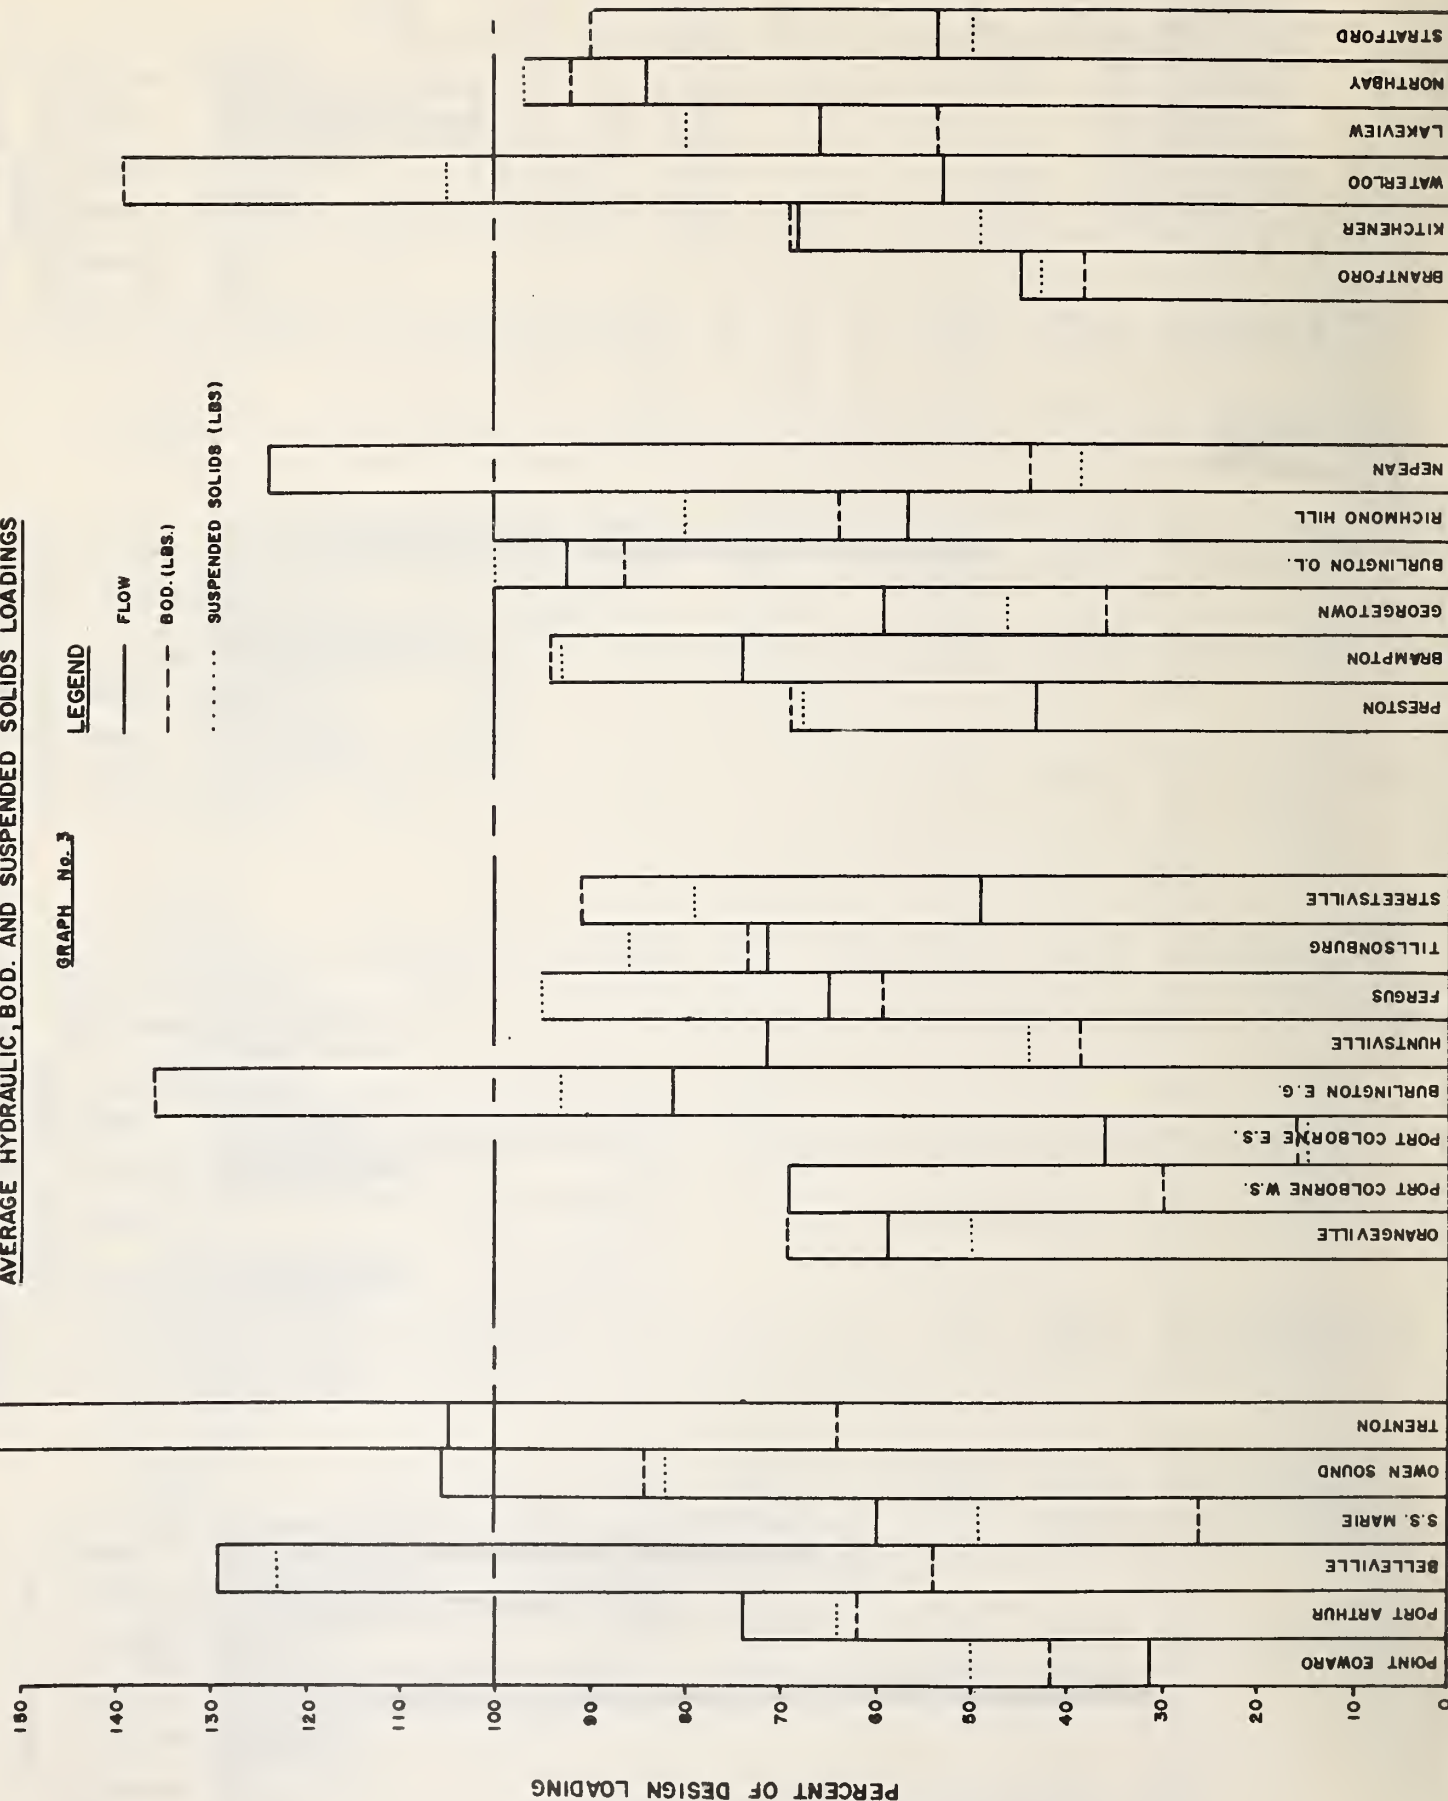 AVERAGE HYDRAULIC, BOD. AND SUSPENDED SOLIDS LOADINGS
GRAPH No. 3
LEGEND
FLOW
BOD. (LBS.)
SUSPENDED SOLIDS (LBS)
PERCENT OF DESIGN LOADING
150
140
130
120
110
100
90
80
70
60
50
40
30
20
10
0
POINT EDWARD
PORT ARTHUR
BELLEVILLE
S.S. MARIE
OWEN SOUND
TRENTON
ORANGEVILLE
PORT COLBORNE W.S.
PORT COLBORNE E.S.
BURLINGTON E.G.
HUNTSVILLE
FERGUS
TILLSONBURG
STREETSVILLE
PRESTON
BRAMPTON
GEORGETOWN
BURLINGTON O.L.
RICHMOND HILL
NEPEAN
BRANTFORD
KITCHENER
WATERLOO
LAKEVIEW
NORTHBAY
STRATFORD